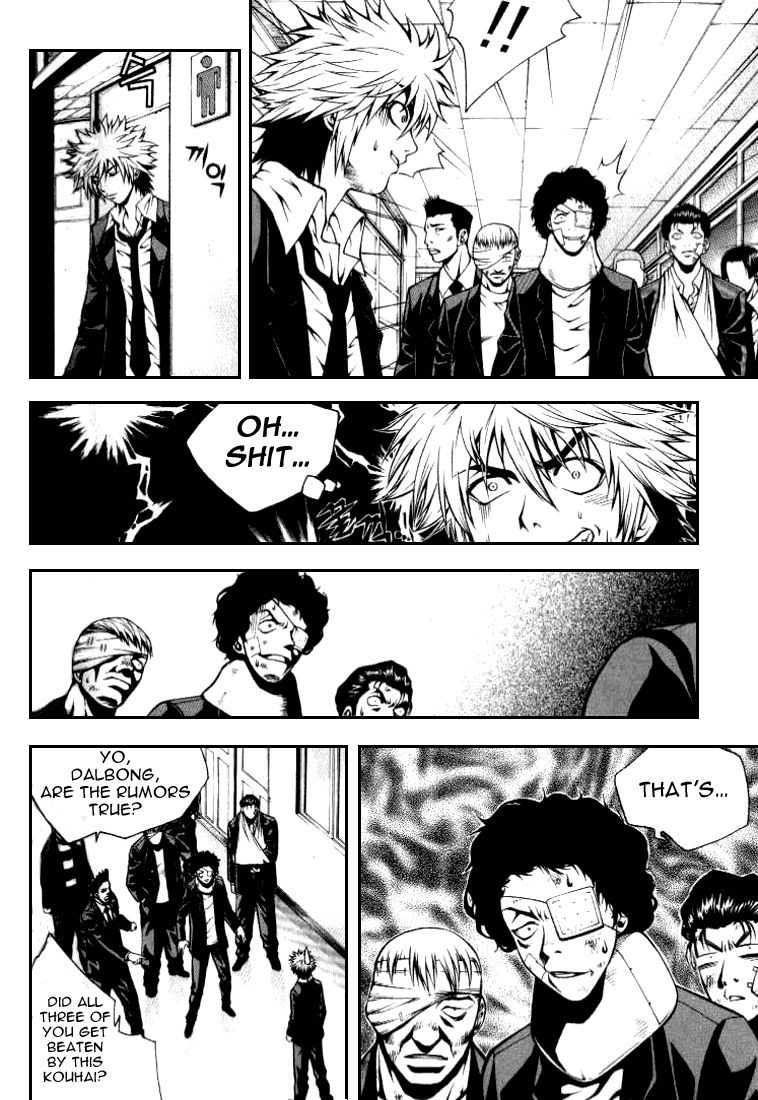 끼익
!!
OH...
SHIT...
YO,
DALBONG,
ARE THE RUMORS
TRUE?
DID ALL
THREE OF
YOU GET
BEATEN
BY THIS
KOUHAI?
THAT'S...